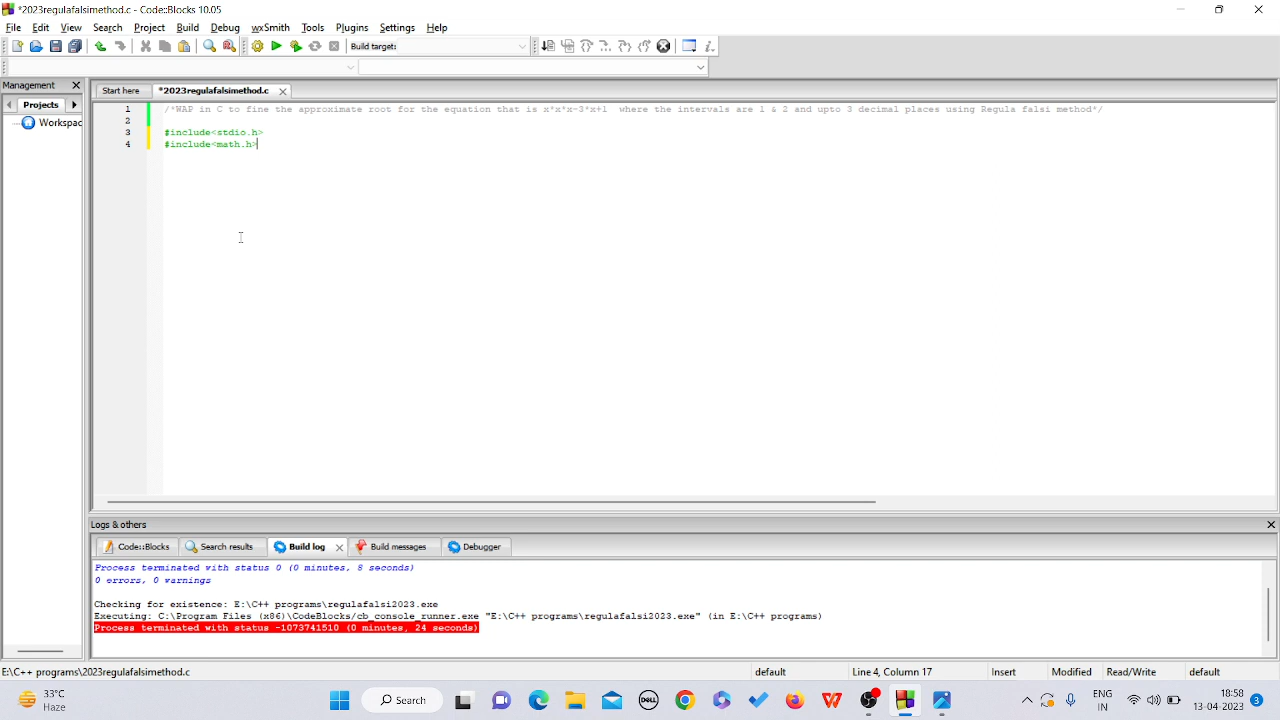 *2023regulafalsimethod.c - Code::Blocks 10.05
File Edit View Search Project Build Debug wxSmith Tools Plugins Settings Help
Build target:
Management
Start here *2023regulafalsimethod.c
Projects
Workspac
1 /*WAP in C to fine the approximate root for the equation that is x*x*x-3*x+1 where the intervals are 1 & 2 and upto 3 decimal places using Regula falsi method*/
2
3 #include<stdio.h>
4 #include<math.h>
Logs & others
Code::Blocks Search results Build log Build messages Debugger
Process terminated with status 0 (0 minutes, 8 seconds)
0 errors, 0 warnings
Checking for existence: E:\C++ programs\regulafalsi2023.exe
Executing: C:\Program Files (x86)\CodeBlocks/cb_console_runner.exe "E:\C++ programs\regulafalsi2023.exe" (in E:\C++ programs)
Process terminated with status -1073741510 (0 minutes, 24 seconds)
E:\C++ programs\2023regulafalsimethod.c default Line 4, Column 17 Insert Modified Read/Write default
33°C
Haze
Search
DELL
ENG
IN
18:58
13-04-2023
3